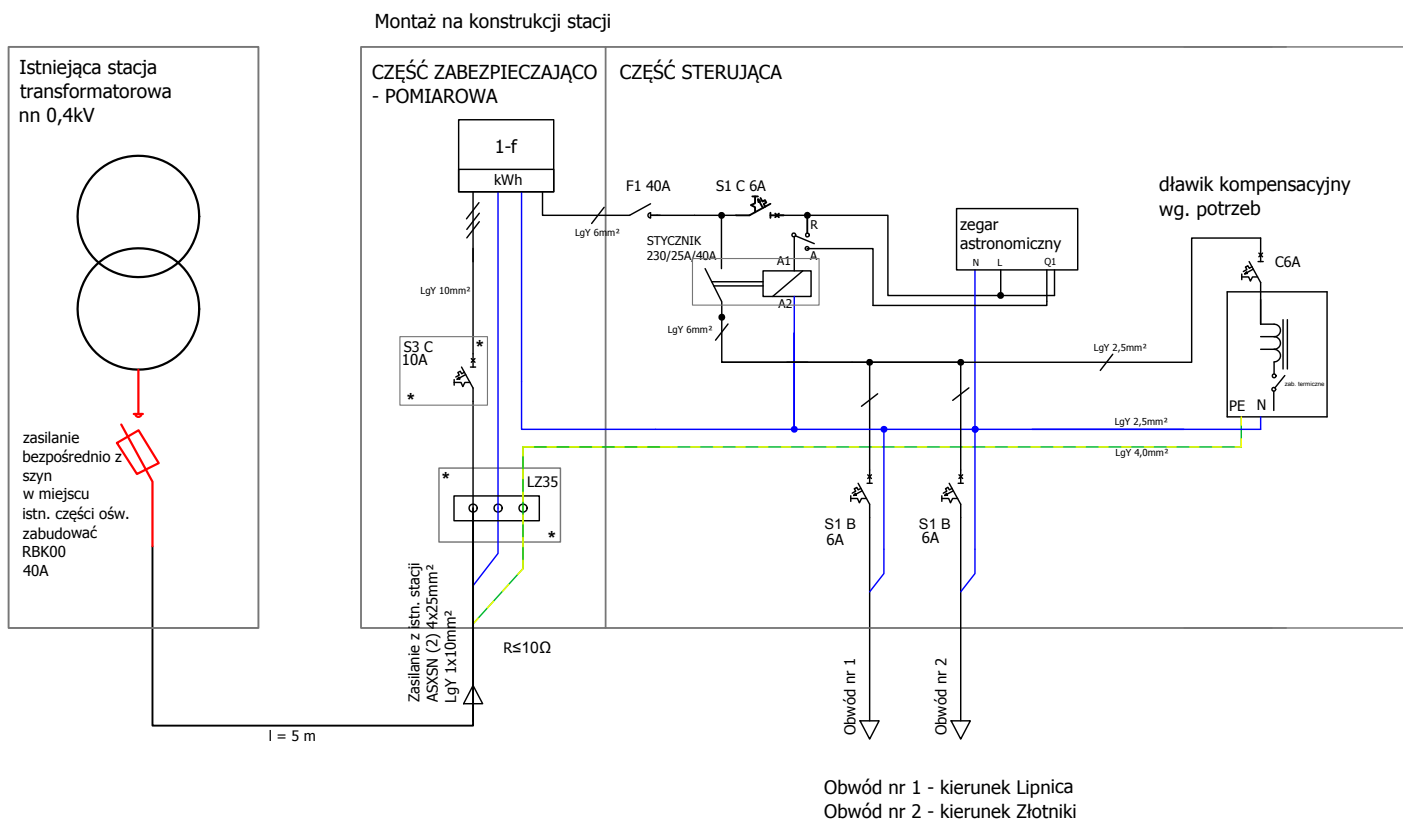 Montaż na konstrukcji stacji
Istniejąca stacja
transformatorowa
nn 0,4kV
zasilanie
bezpośrednio z
szyn
w miejscu
istn. części ośw.
zabudować
RBK00
40A
l = 5 m
CZĘŚĆ ZABEZPIECZAJĄCO
- POMIAROWA
1-f
kWh
LgY 10mm²
S3 C
10A
*
*
*
LZ35
*
Zasilanie z istn. stacji
ASXSN (2) 4x25mm²
LgY 1x10mm²
R≤10Ω
CZĘŚĆ STERUJĄCA
F1 40A
S1 C 6A
LgY 6mm²
STYCZNIK
230/25A/40A
R
A
A1
A2
LgY 6mm²
zegar
astronomiczny
N L Q1
dławik kompensacyjny
wg. potrzeb
C6A
LgY 2,5mm²
zab. termiczne
PE N
LgY 2,5mm²
LgY 4,0mm²
S1 B
6A
S1 B
6A
Obwód nr 1
Obwód nr 2
Obwód nr 1 - kierunek Lipnica
Obwód nr 2 - kierunek Złotniki